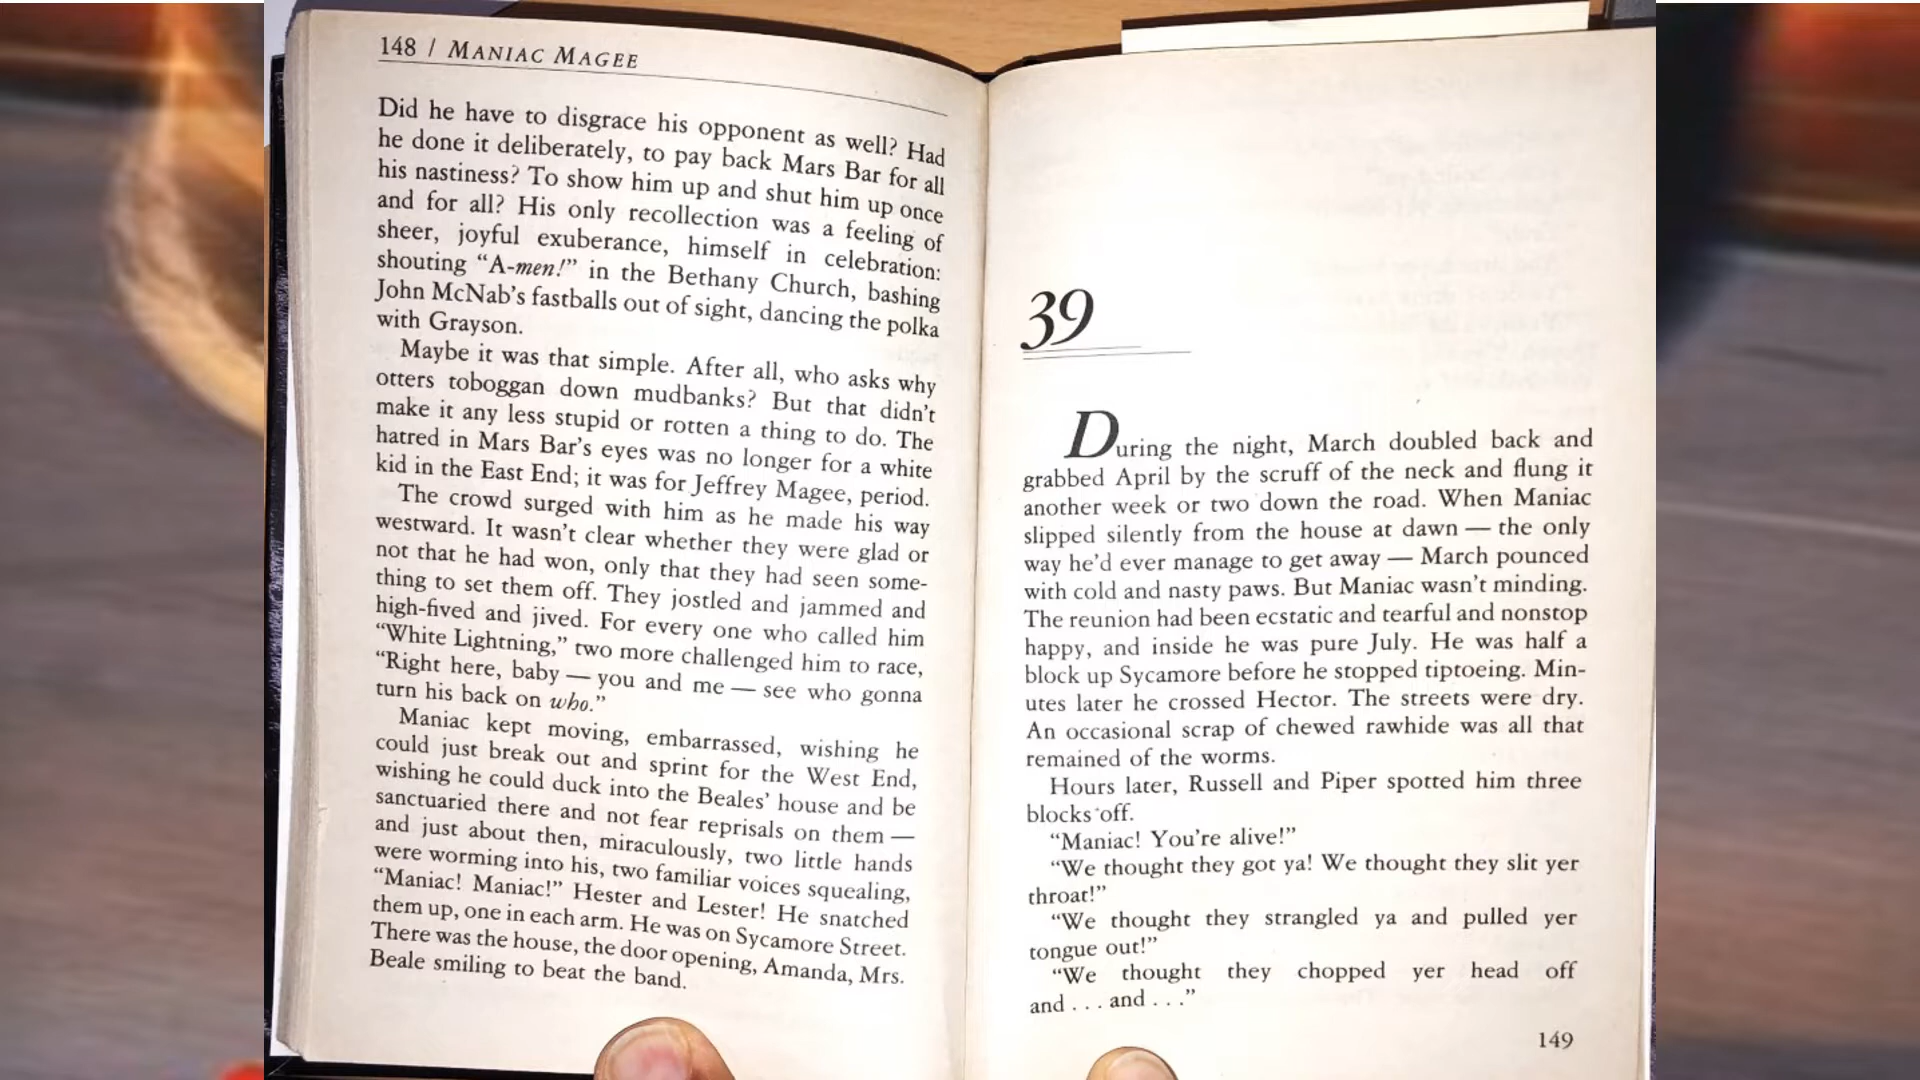 148 / MANIAC MAGEE
Did he have to disgrace his opponent as well? Had
he done it deliberately, to pay back Mars Bar for all
his nastiness? To show him up and shut him up once
and for all? His only recollection was a feeling of
sheer, joyful exuberance, himself in celebration:
shouting “A-men!” in the Bethany Church, bashing
John McNab’s fastballs out of sight, dancing the polka
with Grayson.
Maybe it was that simple. After all, who asks why
otters toboggan down mudbanks? But that didn’t
make it any less stupid or rotten a thing to do. The
hatred in Mars Bar’s eyes was no longer for a white
kid in the East End; it was for Jeffrey Magee, period.
The crowd surged with him as he made his way
westward. It wasn’t clear whether they were glad or
not that he had won, only that they had seen some-
thing to set them off. They jostled and jammed and
high-fived and jived. For every one who called him
“White Lightning,” two more challenged him to race,
“Right here, baby — you and me — see who gonna
turn his back on who.”
Maniac kept moving, embarrassed, wishing he
could just break out and sprint for the West End,
wishing he could duck into the Beales’ house and be
sanctuaried there and not fear reprisals on them —
and just about then, miraculously, two little hands
were worming into his, two familiar voices squealing,
“Maniac! Maniac!” Hester and Lester! He snatched
them up, one in each arm. He was on Sycamore Street.
There was the house, the door opening, Amanda, Mrs.
Beale smiling to beat the band.
39
During the night, March doubled back and
grabbed April by the scruff of the neck and flung it
another week or two down the road. When Maniac
slipped silently from the house at dawn — the only
way he’d ever manage to get away — March pounced
with cold and nasty paws. But Maniac wasn’t minding.
The reunion had been ecstatic and tearful and nonstop
happy, and inside he was pure July. He was half a
block up Sycamore before he stopped tiptoeing. Min-
utes later he crossed Hector. The streets were dry.
An occasional scrap of chewed rawhide was all that
remained of the worms.
Hours later, Russell and Piper spotted him three
blocks off.
“Maniac! You’re alive!”
“We thought they got ya! We thought they slit yer
throat!”
“We thought they strangled ya and pulled yer
tongue out!”
“We thought they chopped yer head off
and . . . and . . .”
149